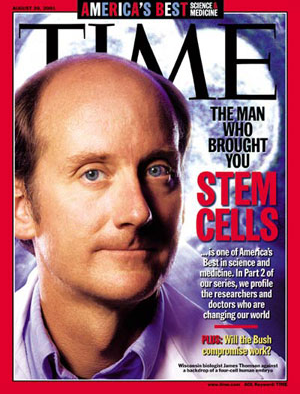 AUGUST 20, 2001
AMERICA'S BEST SCIENCE & MEDICINE
TIME
THE MAN
WHO
BROUGHT
YOU
STEM
CELLS
...is one of America's
Best in science and
medicine. In Part 2 of
our series, we profile
the researchers and
doctors who are
changing our world
PLUS: Will the Bush
compromise work?
Wisconsin biologist James Thomson against
a backdrop of a four-cell human embryo
www.time.com AOL Keyword: TIME